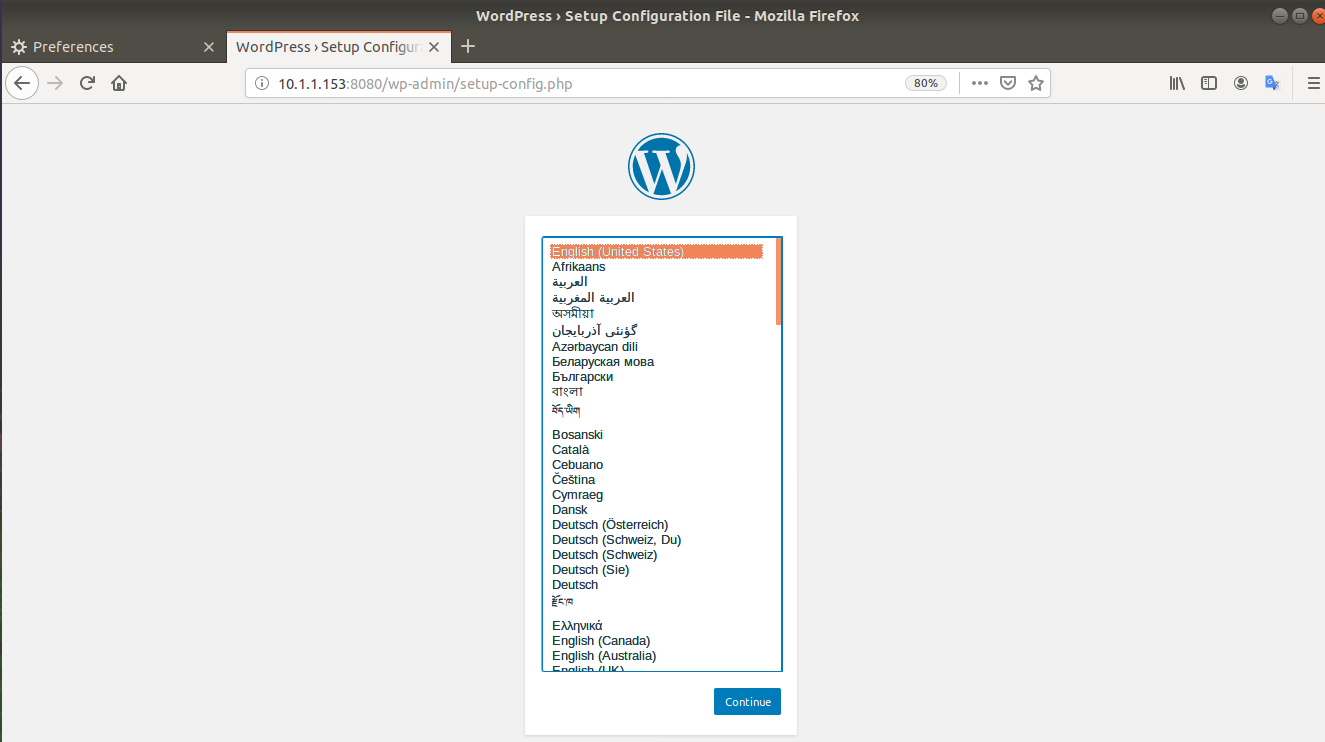 WordPress › Setup Configuration File - Mozilla Firefox
Preferences
WordPress › Setup Configura
10.1.1.153:8080/wp-admin/setup-config.php
80%
English (United States)
Afrikaans
العربية
العربية المغربية
অসমীয়া
گؤنئی آذربایجان
Azərbaycan dili
Беларуская мова
Български
বাংলা
བོད་ཡིག
Bosanski
Català
Cebuano
Čeština
Cymraeg
Dansk
Deutsch (Österreich)
Deutsch (Schweiz, Du)
Deutsch (Schweiz)
Deutsch (Sie)
Deutsch
རྫོང་ཁ
Ελληνικά
English (Canada)
English (Australia)
English (UK)
Continue